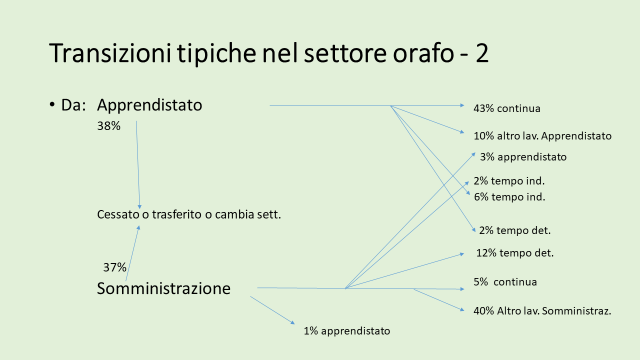 Transizioni tipiche nel settore orafo - 2
• Da: Apprendistato
38%
43% continua
10% altro lav. Apprendistato
3% apprendistato
2% tempo ind.
6% tempo ind.
Cessato o trasferito o cambia sett.
2% tempo det.
12% tempo det.
37%
Somministrazione
5% continua
40% Altro lav. Somministraz.
1% apprendistato